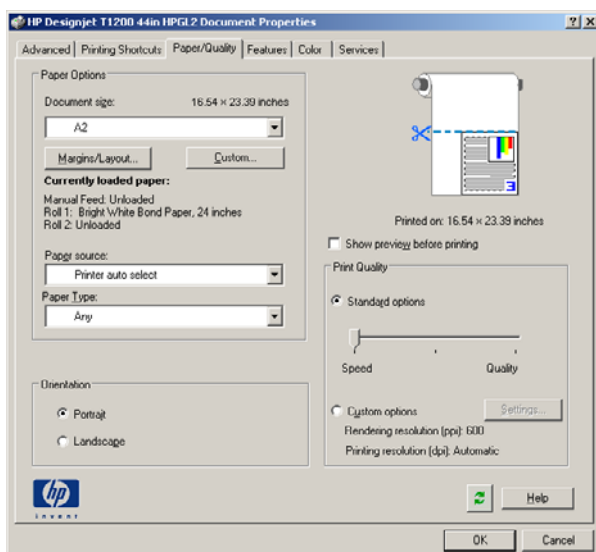 HP Designjet T1200 44in HPGL2 Document Properties
Advanced
Printing Shortcuts
Paper/Quality
Features
Color
Services
Paper Options
Document size:
16.54 × 23.39 inches
A2
Margins/Layout...
Custom...
Currently loaded paper:
Manual Feed: Unloaded
Roll 1: Bright White Bond Paper, 24 inches
Roll 2: Unloaded
Paper source:
Printer auto select
Paper Type:
Any
Orientation
Portrait
Landscape
3
Printed on: 16.54 × 23.39 inches
Show preview before printing
Print Quality
Standard options
Speed
Quality
Custom options
Settings...
Rendering resolution (ppi): 600
Printing resolution (dpi): Automatic
hp
invent
Help
OK
Cancel